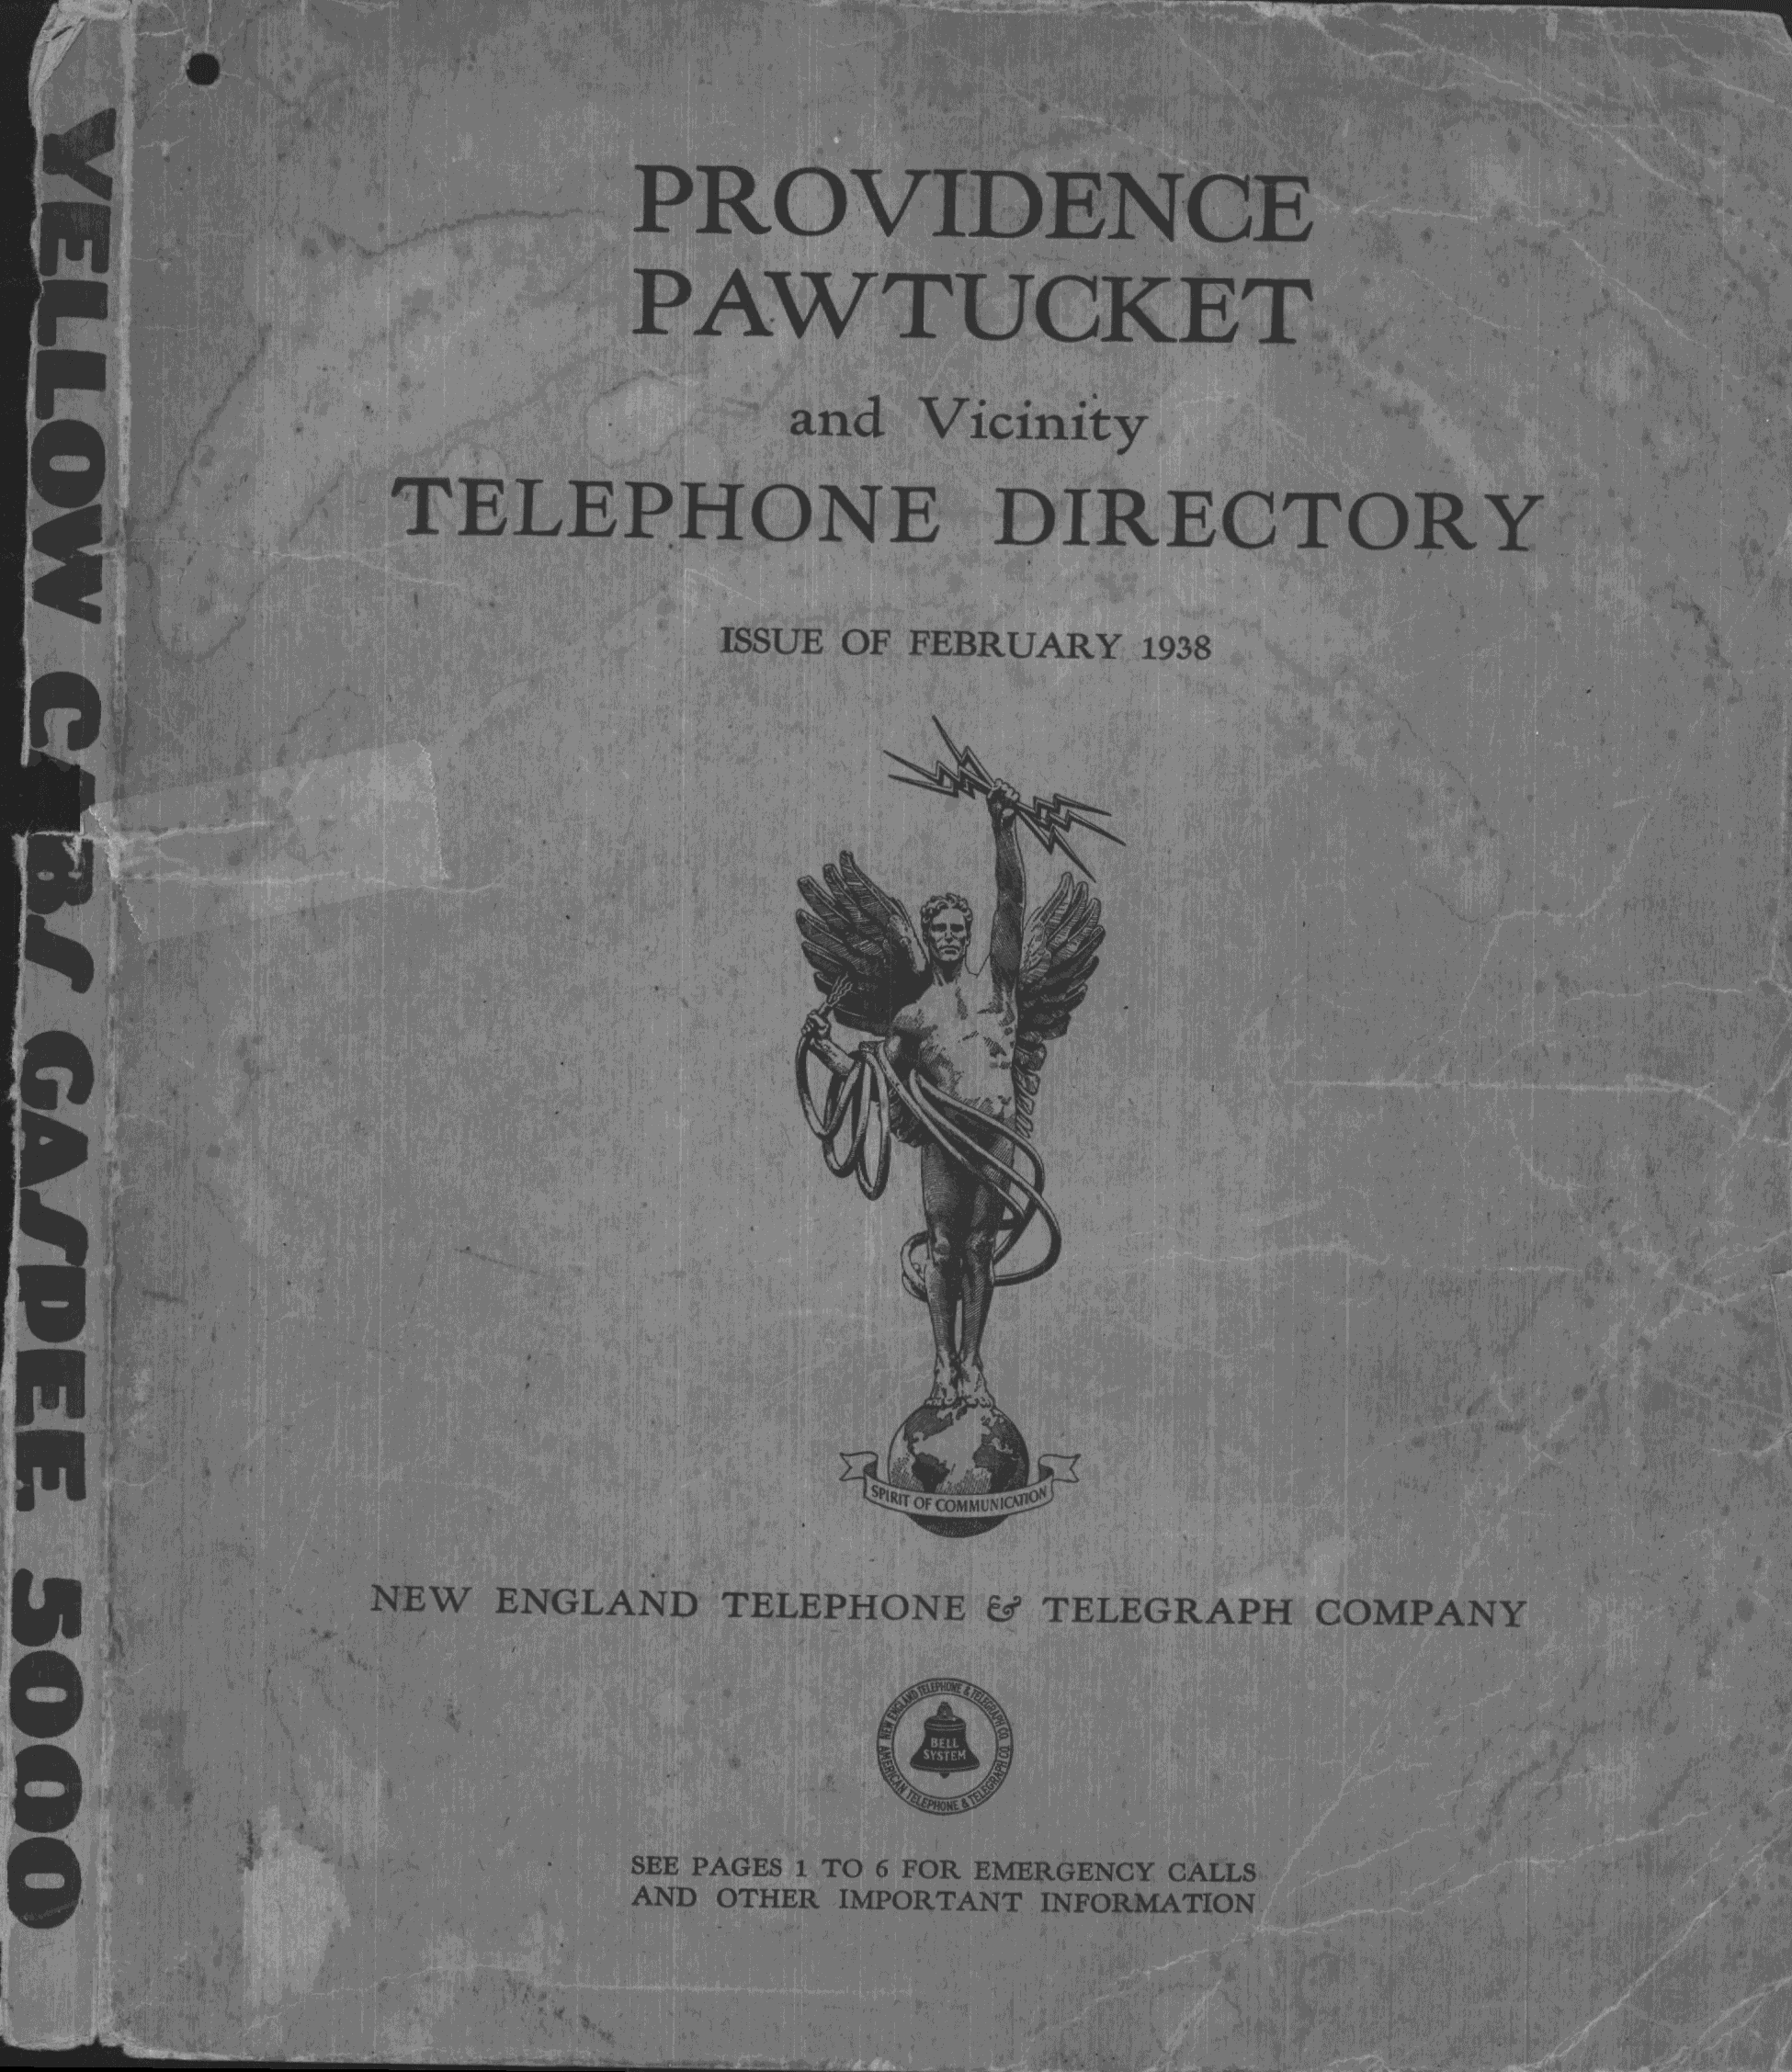 YELLOW CABS GASPEE 5000
PROVIDENCE
PAWTUCKET
and Vicinity
TELEPHONE DIRECTORY
ISSUE OF FEBRUARY 1938
SPIRIT OF COMMUNICATION
NEW ENGLAND TELEPHONE & TELEGRAPH COMPANY
NEW ENGLAND TELEPHONE & TELEGRAPH CO.
BELL
SYSTEM
AMERICAN TELEPHONE & TELEGRAPH CO.
SEE PAGES 1 TO 6 FOR EMERGENCY CALLS
AND OTHER IMPORTANT INFORMATION